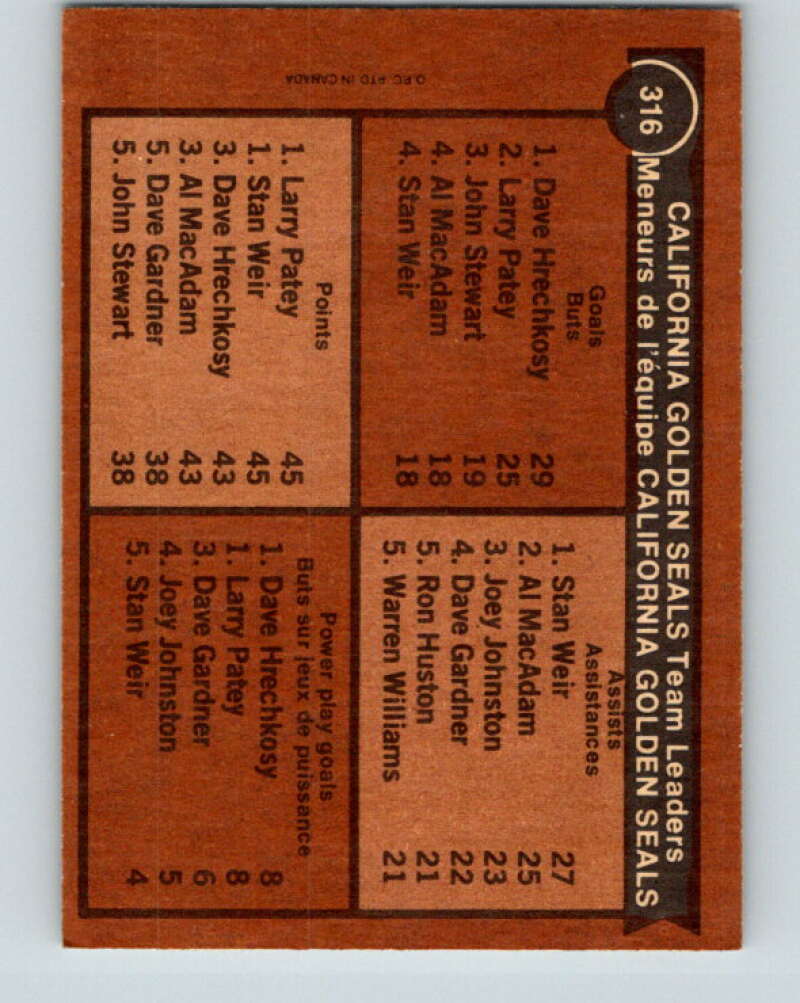 316
CALIFORNIA GOLDEN SEALS Team Leaders
Meneurs de l'équipe CALIFORNIA GOLDEN SEALS
Goals
Buts
1. Dave Hrechkosy 29
2. Larry Patey 25
3. John Stewart 19
4. Al MacAdam 18
4. Stan Weir 18
Assists
Assistances
1. Stan Weir 27
2. Al MacAdam 25
3. Joey Johnston 23
4. Dave Gardner 22
5. Ron Huston 21
5. Warren Williams 21
Points
1. Larry Patey 45
1. Stan Weir 45
3. Dave Hrechkosy 43
3. Al MacAdam 43
5. Dave Gardner 38
5. John Stewart 38
Power play goals
Buts sur jeux de puissance
1. Dave Hrechkosy 8
1. Larry Patey 8
3. Dave Gardner 6
4. Joey Johnston 5
5. Stan Weir 4
O.P.C. PTD IN CANADA